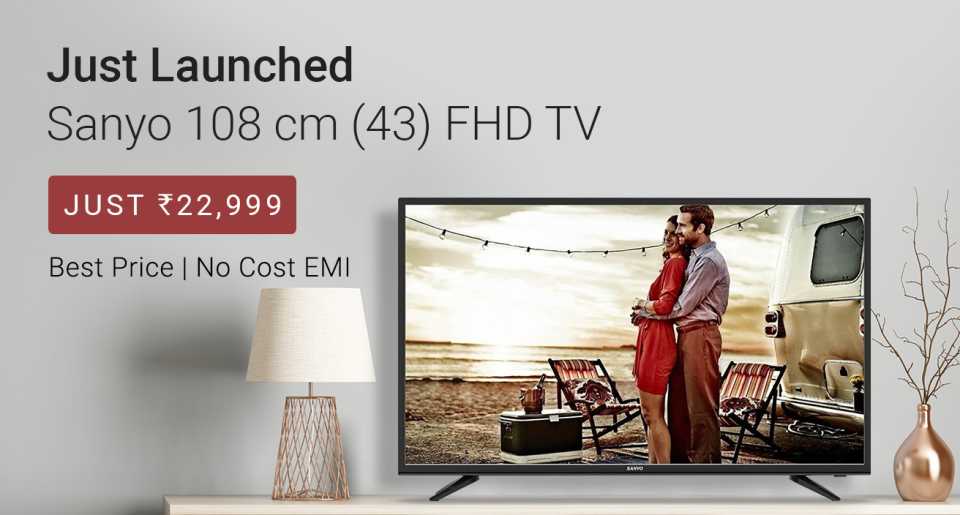 Just Launched
Sanyo 108 cm (43) FHD TV
JUST ₹22,999
Best Price | No Cost EMI
SANYO